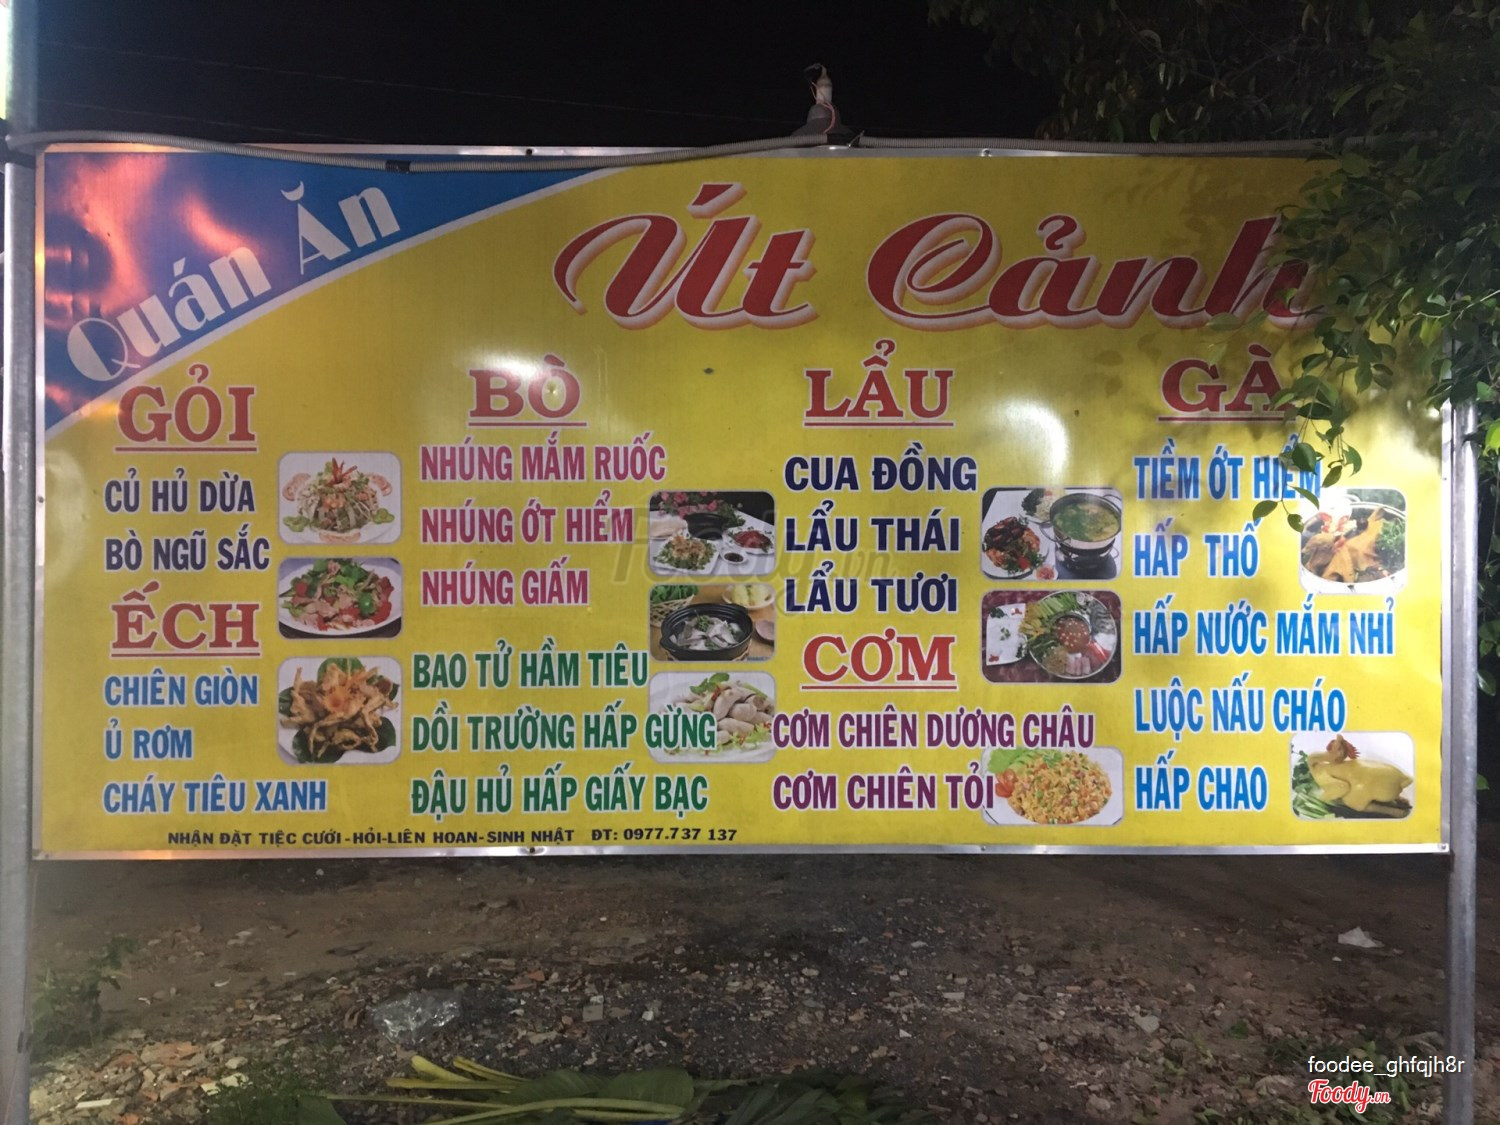 Quán Ăn
Út Cảnh
GỎI
CỦ HỦ DỪA
BÒ NGŨ SẮC
ẾCH
CHIÊN GIÒN
Ủ RƠM
CHÁY TIÊU XANH
BÒ
NHÚNG MẮM RUỐC
NHÚNG ỚT HIỂM
NHÚNG GIẤM
BAO TỬ HẦM TIÊU
DỒI TRƯỜNG HẤP GỪNG
ĐẬU HỦ HẤP GIẤY BẠC
LẨU
CUA ĐỒNG
LẨU THÁI
LẨU TƯƠI
CƠM
CƠM CHIÊN DƯƠNG CHÂU
CƠM CHIÊN TỎI
GÀ
TIỀM ỚT HIỂM
HẤP THỐ
HẤP NƯỚC MẮM NHỈ
LUỘC NẤU CHÁO
HẤP CHAO
NHẬN ĐẶT TIỆC CƯỚI-HỎI-LIÊN HOAN-SINH NHẬT ĐT: 0977.737 137
Foody.vn
foodee_ghfqjh8r
Foody.vn